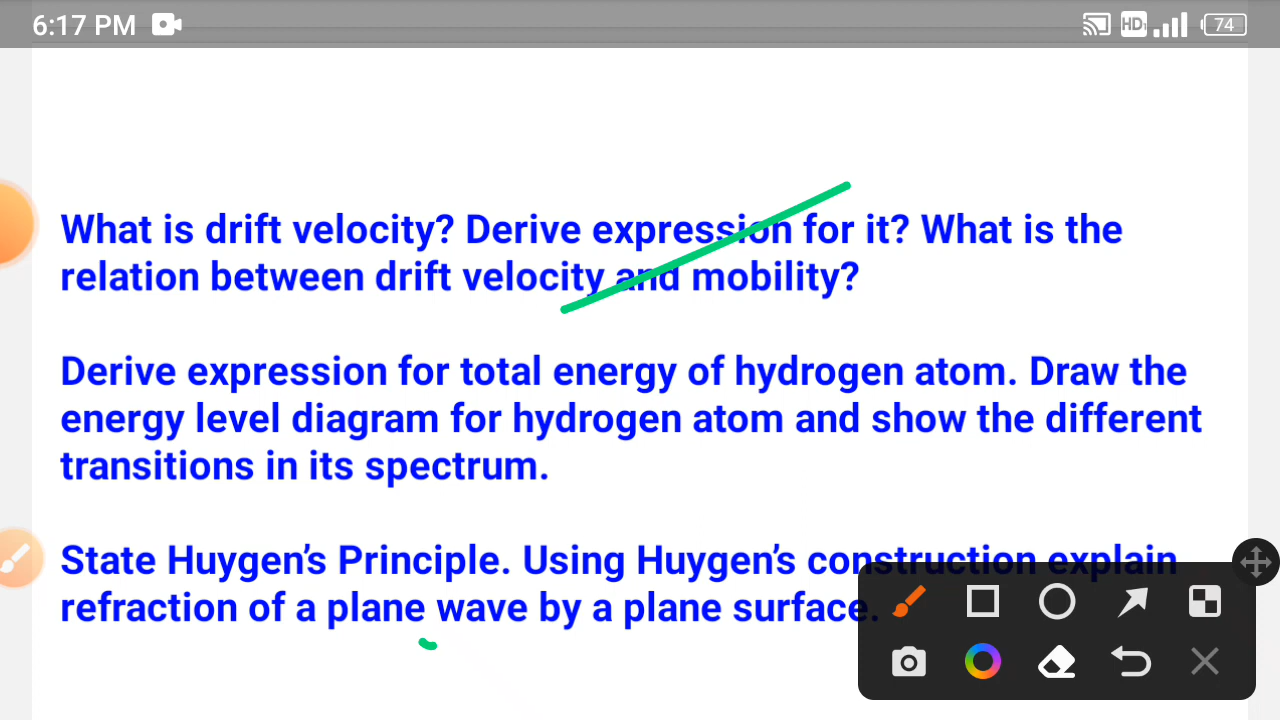 6:17 PM
HD
74
What is drift velocity? Derive expression for it? What is the
relation between drift velocity and mobility?
Derive expression for total energy of hydrogen atom. Draw the
energy level diagram for hydrogen atom and show the different
transitions in its spectrum.
State Huygen's Principle. Using Huygen's construction explain
refraction of a plane wave by a plane surface.